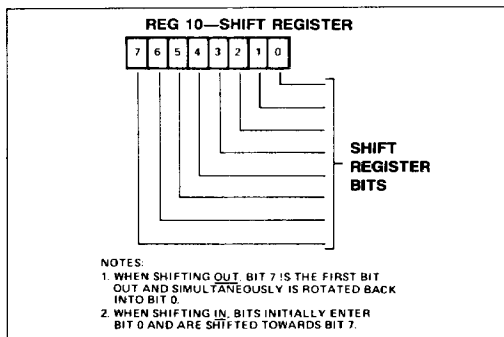 REG 10—SHIFT REGISTER
7 6 5 4 3 2 1 0
SHIFT
REGISTER
BITS
NOTES:
1. WHEN SHIFTING OUT, BIT 7 IS THE FIRST BIT
OUT AND SIMULTANEOUSLY IS ROTATED BACK
INTO BIT 0.
2. WHEN SHIFTING IN, BITS INITIALLY ENTER
BIT 0 AND ARE SHIFTED TOWARDS BIT 7.